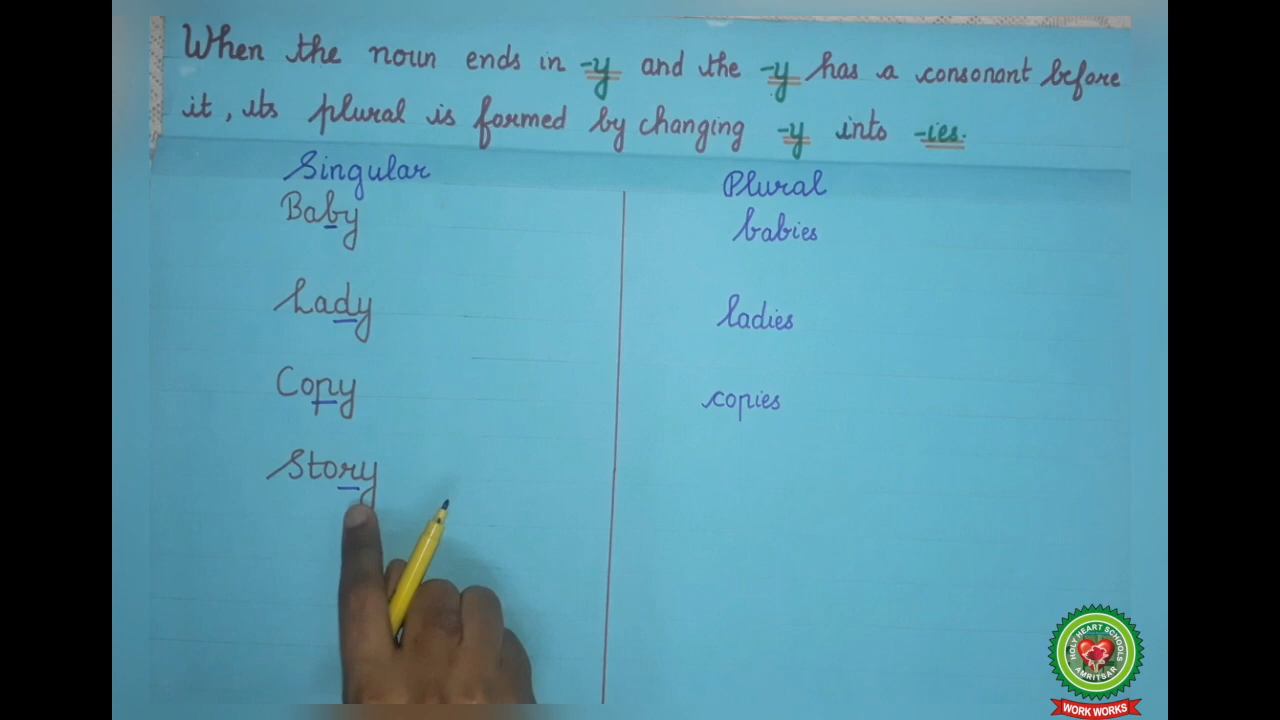 When the noun ends in -y and the -y has a consonant before
it, its plural is formed by changing -y into -ies.
Singular Plural
Baby babies
Lady ladies
Copy copies
Story
HOLY HEART SCHOOLS
AMRITSAR
WORK WORKS